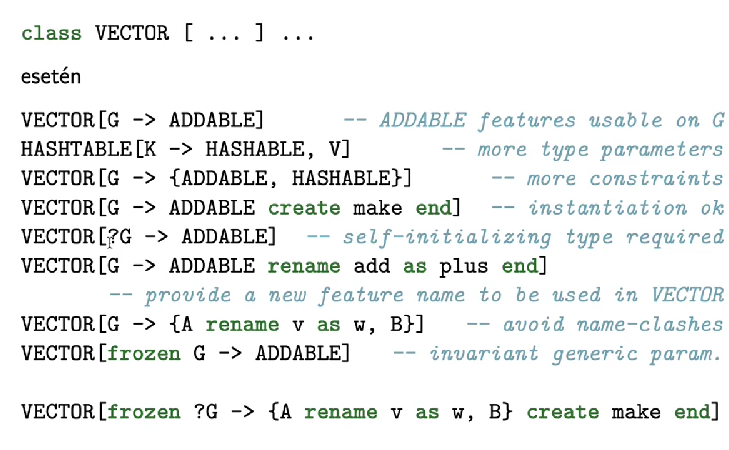 class VECTOR [ ... ] ...
esetén
VECTOR[G -> ADDABLE] -- ADDABLE features usable on G
HASHTABLE[K -> HASHABLE, V] -- more type parameters
VECTOR[G -> {ADDABLE, HASHABLE}] -- more constraints
VECTOR[G -> ADDABLE create make end] -- instantiation ok
VECTOR[?G -> ADDABLE] -- self-initializing type required
VECTOR[G -> ADDABLE rename add as plus end]
-- provide a new feature name to be used in VECTOR
VECTOR[G -> {A rename v as w, B}] -- avoid name-clashes
VECTOR[frozen G -> ADDABLE] -- invariant generic param.
VECTOR[frozen ?G -> {A rename v as w, B} create make end]